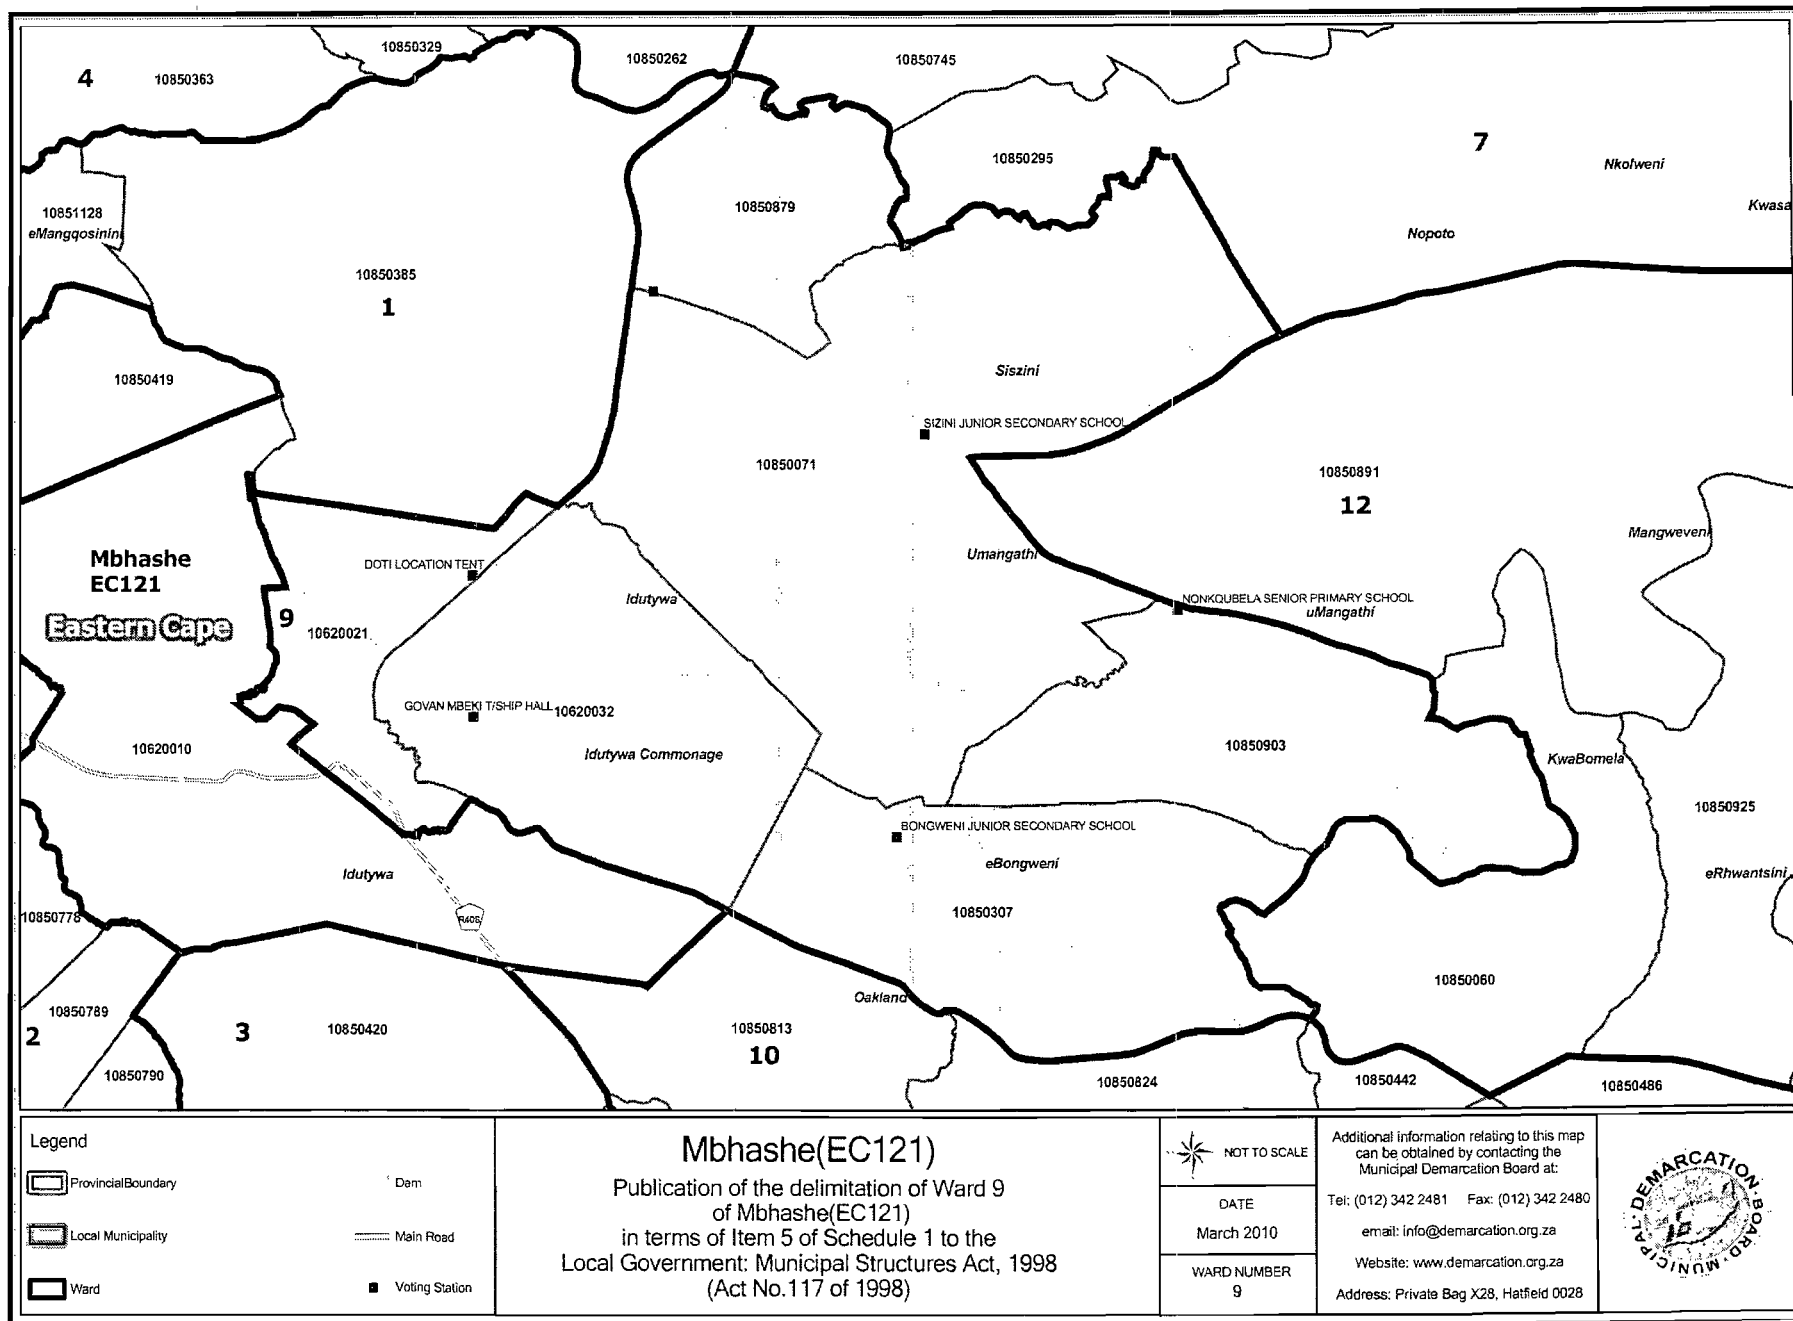 10850329
10850262
10850745
4
10850363
7
10850295
Nkolweni
10850879
Kwasa
10851128
eMangqosinini
Nopoto
10850385
1
Siszini
10850419
SIZINI JUNIOR SECONDARY SCHOOL
10850071
10850891
12
Mangweveni
Umangathi
Mbhashe
EC121
DOTI LOCATION TENT
Idutywa
NONKQUBELA SENIOR PRIMARY SCHOOL
uMangathi
9
Eastern Cape
10620021
GOVAN MBEKI T/SHIP HALL
10620032
10620010
Idutywa Commonage
10850903
KwaBomela
10850925
BONGWENI JUNIOR SECONDARY SCHOOL
eBongweni
Idutywa
eRhwantsini
10850307
10850778
R408
10850060
Oakland
10850789
2
3
10850420
10850813
10
10850790
10850824
10850442
10850486
Legend
ProvincialBoundary
Dam
Local Municipality
Main Road
Ward
Voting Station
Mbhashe(EC121)
Publication of the delimitation of Ward 9
of Mbhashe(EC121)
in terms of Item 5 of Schedule 1 to the
Local Government: Municipal Structures Act, 1998
(Act No.117 of 1998)
NOT TO SCALE
DATE
March 2010
WARD NUMBER
9
Additional information relating to this map
can be obtained by contacting the
Municipal Demarcation Board at:
Tel: (012) 342 2481 Fax: (012) 342 2480
email: info@demarcation.org.za
Website: www.demarcation.org.za
Address: Private Bag X28, Hatfield 0028
MUNICIPAL DEMARCATION BOARD